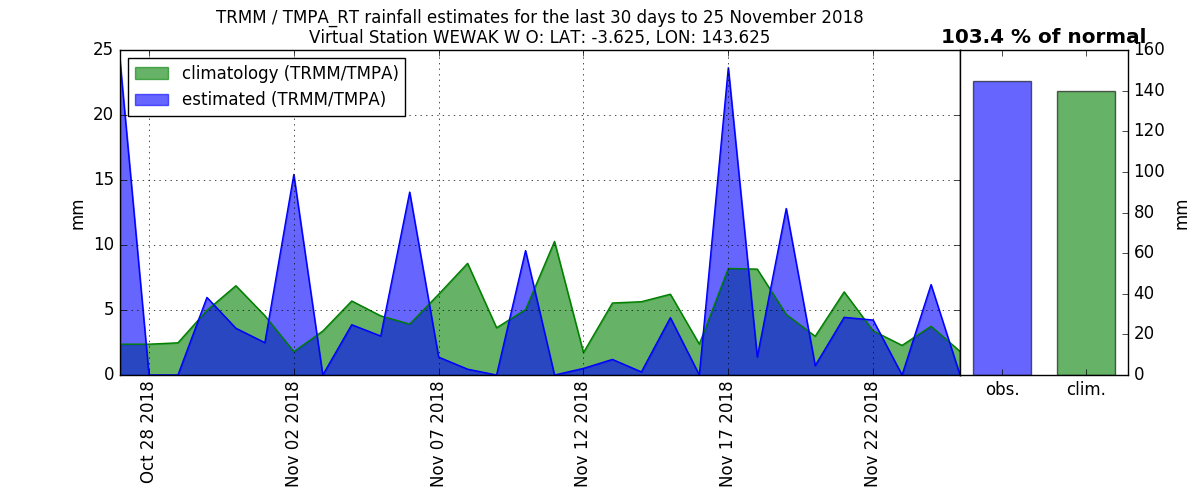 TRMM / TMPA_RT rainfall estimates for the last 30 days to 25 November 2018
Virtual Station WEWAK W O: LAT: -3.625, LON: 143.625
103.4 % of normal
climatology (TRMM/TMPA)
estimated (TRMM/TMPA)
mm
25
20
15
10
5
0
Oct 28 2018
Nov 02 2018
Nov 07 2018
Nov 12 2018
Nov 17 2018
Nov 22 2018
160
140
120
100
80
60
40
20
0
mm
obs.
clim.